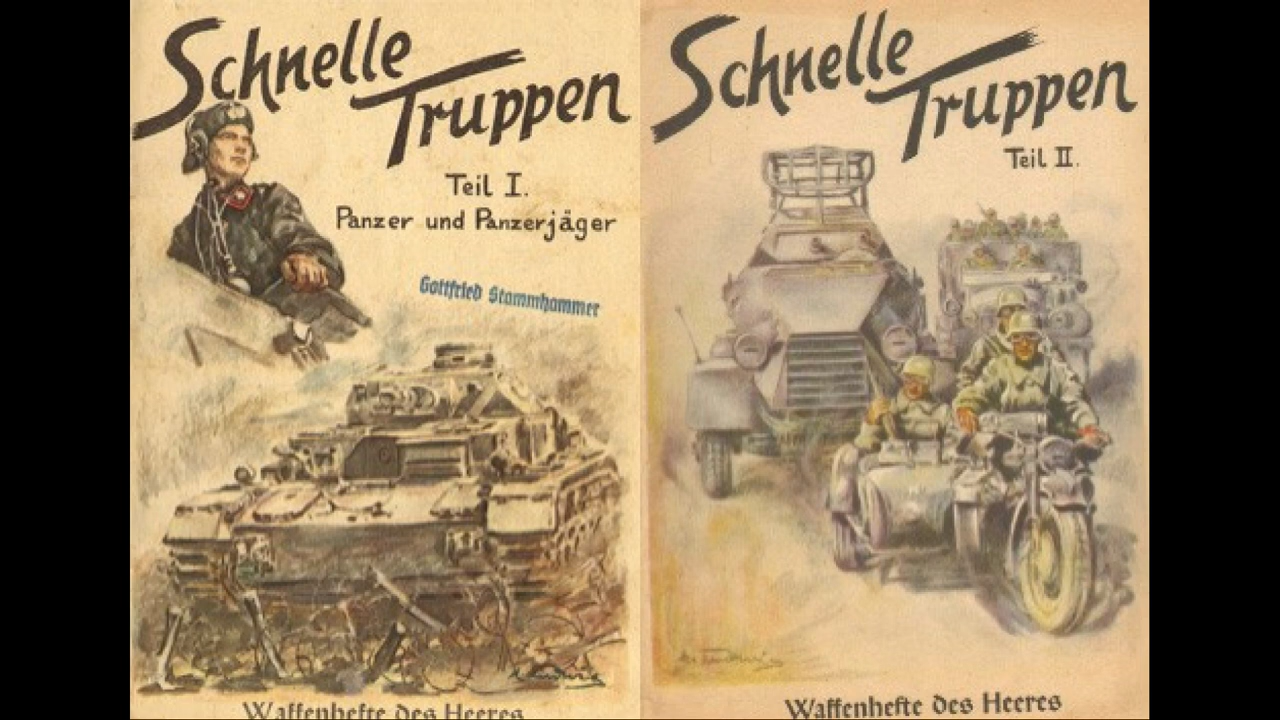 Schnelle
Truppen
Teil I.
Panzer und Panzerjäger
Gottfried Stammhammer
Waffenhefte des Heeres
Schnelle
Truppen
Teil II.
Waffenhefte des Heeres